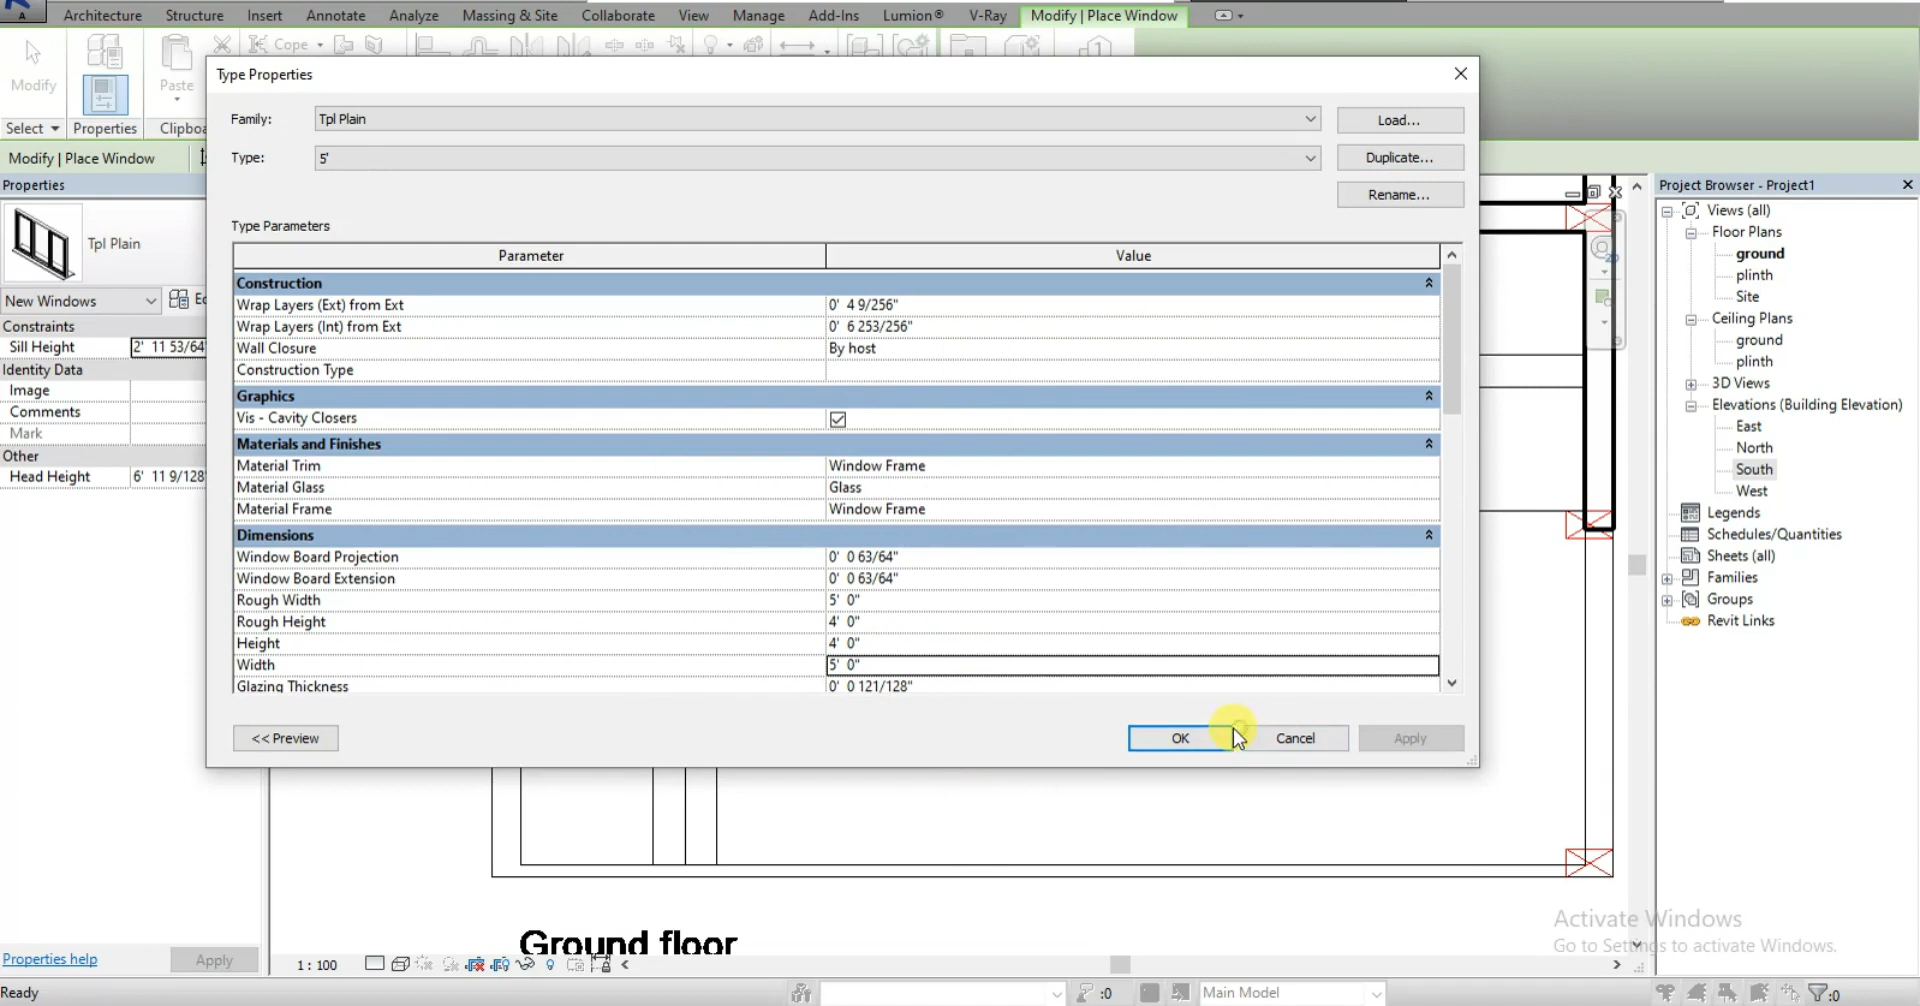 Architecture Structure Insert Annotate Analyze Massing & Site Collaborate View Manage Add-Ins Lumion® V-Ray Modify | Place Window
Modify Paste Cope
Select Properties
Modify | Place Window
Properties
Tpl Plain
New Windows
Constraints
Sill Height 2' 11 53/64
Identity Data
Image
Comments
Mark
Other
Head Height 6' 11 9/128
Properties help Apply
Type Properties
Family: Tpl Plain Load...
Type: 5' Duplicate...
Rename...
Type Parameters
Parameter Value
Construction
Wrap Layers (Ext) from Ext 0' 4 9/256"
Wrap Layers (Int) from Ext 0' 6 253/256"
Wall Closure By host
Construction Type
Graphics
Vis - Cavity Closers
Materials and Finishes
Material Trim Window Frame
Material Glass Glass
Material Frame Window Frame
Dimensions
Window Board Projection 0' 0 63/64"
Window Board Extension 0' 0 63/64"
Rough Width 5' 0"
Rough Height 4' 0"
Height 4' 0"
Width 5' 0"
Glazing Thickness 0' 0 121/128"
<< Preview OK Cancel Apply
Project Browser - Project1
Views (all)
Floor Plans
ground
plinth
Site
Ceiling Plans
ground
plinth
3D Views
Elevations (Building Elevation)
East
North
South
West
Legends
Schedules/Quantities
Sheets (all)
Families
Groups
Revit Links
Ground floor
Activate Windows
Go to Settings to activate Windows.
1 : 100
Ready :0 Main Model :0